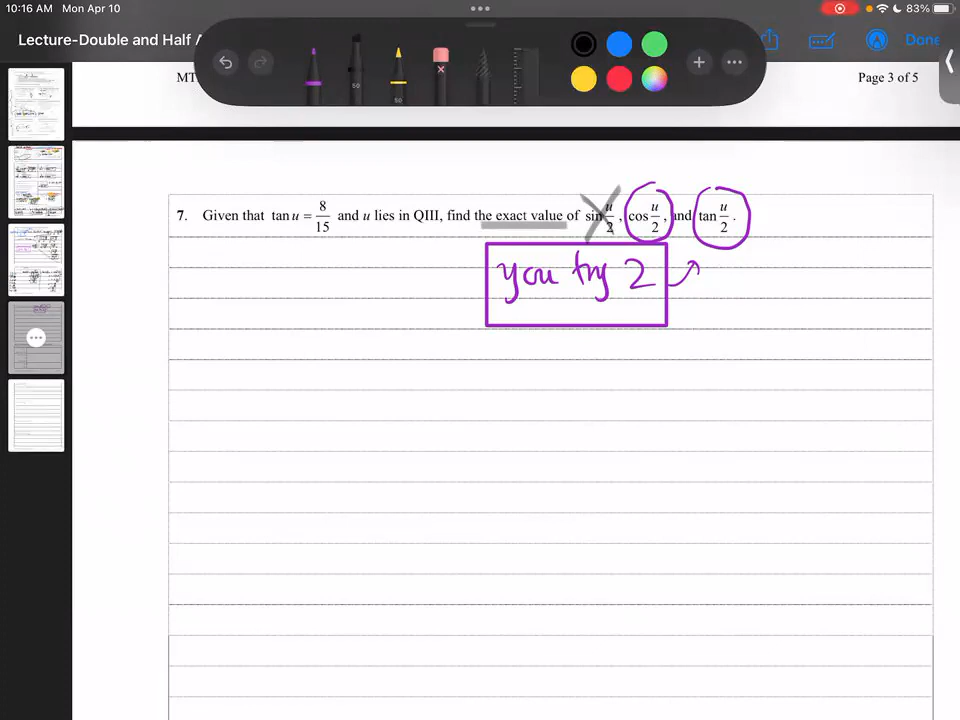 10:16 AM Mon Apr 10
83%
Lecture-Double and Half A
Done
50
50
MT
Page 3 of 5
7. Given that tan u = 8/15 and u lies in QIII, find the exact value of sin u/2, cos u/2, and tan u/2.
you try 2